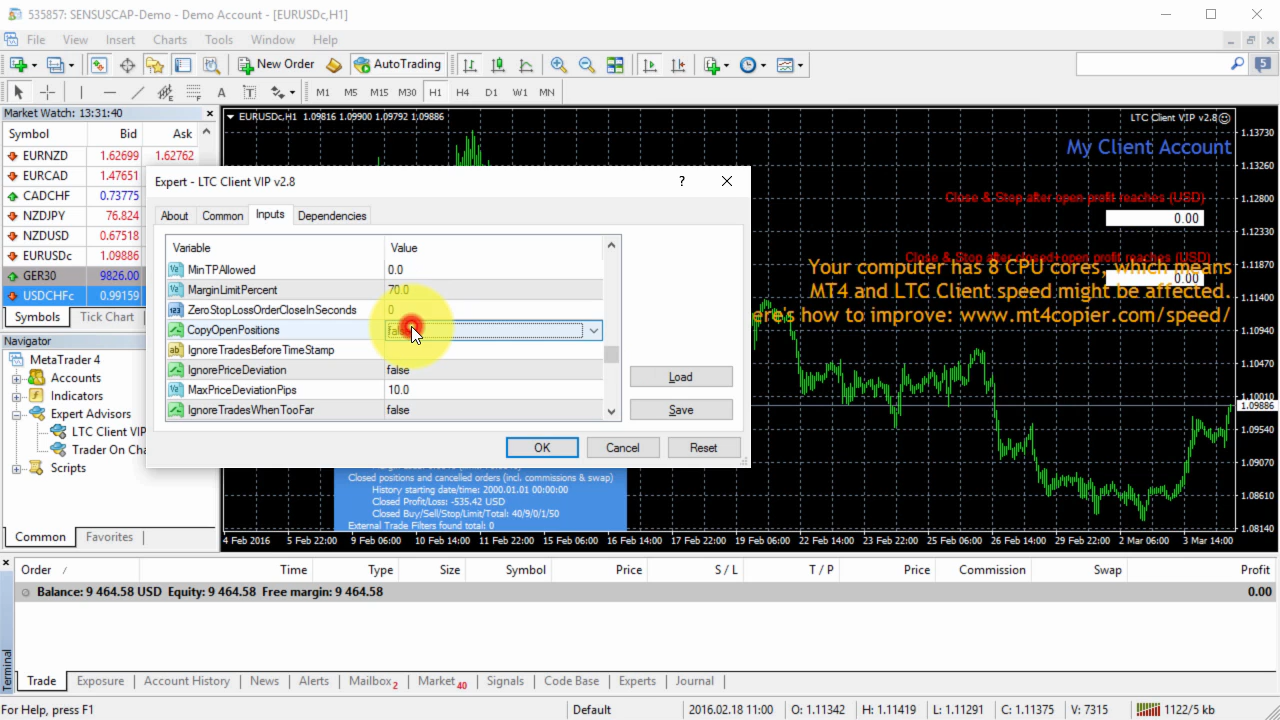 535857: SENSUSCAP-Demo - Demo Account - [EURUSDc,H1]
File View Insert Charts Tools Window Help
New Order AutoTrading 5
A T M1 M5 M15 M30 H1 H4 D1 W1 MN
Market Watch: 13:31:40
Symbol Bid Ask
EURNZD 1.62699 1.62762
EURCAD 1.47651
CADCHF 0.73775
NZDJPY 76.824
NZDUSD 0.67518
EURUSDc 1.09886
GER30 9826.00
USDCHFc 0.99159
Symbols Tick Chart
Navigator
MetaTrader 4
Accounts
Indicators
Expert Advisors
LTC Client VIP
Trader On Cha
Scripts
Common Favorites
EURUSDc,H1 1.09816 1.09900 1.09792 1.09886
LTC Client VIP v2.8
My Client Account
Close & Stop after open profit reaches (USD)
0.00
Close & Stop after closed+open profit reaches (USD)
0.00
Your computer has 8 CPU cores, which means
MT4 and LTC Client speed might be affected.
ere's how to improve: www.mt4copier.com/speed/
1.13730
1.13260
1.12800
1.12330
1.11870
1.11400
1.10940
1.10470
1.10010
1.09886
1.09540
1.09070
1.08610
1.08140
Expert - LTC Client VIP v2.8
?
About Common Inputs Dependencies
Variable Value
MinTPAllowed 0.0
MarginLimitPercent 70.0
ZeroStopLossOrderCloseInSeconds 0
CopyOpenPositions false
IgnoreTradesBeforeTimeStamp
IgnorePriceDeviation false
MaxPriceDeviationPips 10.0
IgnoreTradesWhenTooFar false
Load
Save
OK Cancel Reset
Closed positions and cancelled orders (incl. commissions & swap)
History starting date/time: 2000.01.01 00:00:00
Closed Profit/Loss: -535.42 USD
Closed Buy/Sell/Stop/Limit/Total: 40/9/0/1/50
External Trade Filters found total: 0
4 Feb 2016 5 Feb 22:00 9 Feb 06:00 10 Feb 14:00 11 Feb 22:00 15 Feb 06:00 16 Feb 14:00 17 Feb 22:00 19 Feb 06:00 22 Feb 14:00 23 Feb 22:00 25 Feb 06:00 26 Feb 14:00 29 Feb 22:00 2 Mar 06:00 3 Mar 14:00
Order / Time Type Size Symbol Price S / L T / P Price Commission Swap Profit
Balance: 9 464.58 USD Equity: 9 464.58 Free margin: 9 464.58 0.00
Terminal
Trade Exposure Account History News Alerts Mailbox 2 Market 40 Signals Code Base Experts Journal
For Help, press F1 Default 2016.02.18 11:00 O: 1.11342 H: 1.11419 L: 1.11291 C: 1.11375 V: 7315 1122/5 kb